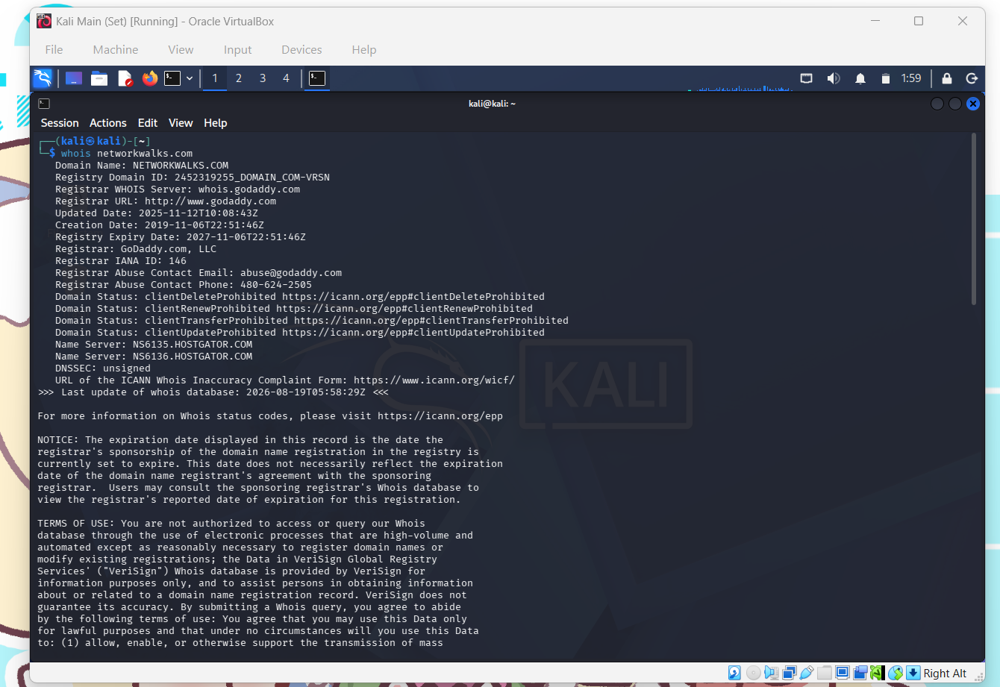 Kali Main (Set) [Running] - Oracle VirtualBox
File Machine View Input Devices Help
1 2 3 4 1:59
kali@kali: ~
Session Actions Edit View Help
┌──(kali㉿kali)-[~]
└─$ whois networkwalks.com
Domain Name: NETWORKWALKS.COM
Registry Domain ID: 2452319255_DOMAIN_COM-VRSN
Registrar WHOIS Server: whois.godaddy.com
Registrar URL: http://www.godaddy.com
Updated Date: 2025-11-12T10:08:43Z
Creation Date: 2019-11-06T22:51:46Z
Registry Expiry Date: 2027-11-06T22:51:46Z
Registrar: GoDaddy.com, LLC
Registrar IANA ID: 146
Registrar Abuse Contact Email: abuse@godaddy.com
Registrar Abuse Contact Phone: 480-624-2505
Domain Status: clientDeleteProhibited https://icann.org/epp#clientDeleteProhibited
Domain Status: clientRenewProhibited https://icann.org/epp#clientRenewProhibited
Domain Status: clientTransferProhibited https://icann.org/epp#clientTransferProhibited
Domain Status: clientUpdateProhibited https://icann.org/epp#clientUpdateProhibited
Name Server: NS6135.HOSTGATOR.COM
Name Server: NS6136.HOSTGATOR.COM
DNSSEC: unsigned
URL of the ICANN Whois Inaccuracy Complaint Form: https://www.icann.org/wicf/
>>> Last update of whois database: 2026-08-19T05:58:29Z <<<
KALI
For more information on Whois status codes, please visit https://icann.org/epp
NOTICE: The expiration date displayed in this record is the date the
registrar's sponsorship of the domain name registration in the registry is
currently set to expire. This date does not necessarily reflect the expiration
date of the domain name registrant's agreement with the sponsoring
registrar.  Users may consult the sponsoring registrar's Whois database to
view the registrar's reported date of expiration for this registration.
TERMS OF USE: You are not authorized to access or query our Whois
database through the use of electronic processes that are high-volume and
automated except as reasonably necessary to register domain names or
modify existing registrations; the Data in VeriSign Global Registry
Services' ("VeriSign") Whois database is provided by VeriSign for
information purposes only, and to assist persons in obtaining information
about or related to a domain name registration record. VeriSign does not
guarantee its accuracy. By submitting a Whois query, you agree to abide
by the following terms of use: You agree that you may use this Data only
for lawful purposes and that under no circumstances will you use this Data
to: (1) allow, enable, or otherwise support the transmission of mass
Right Alt